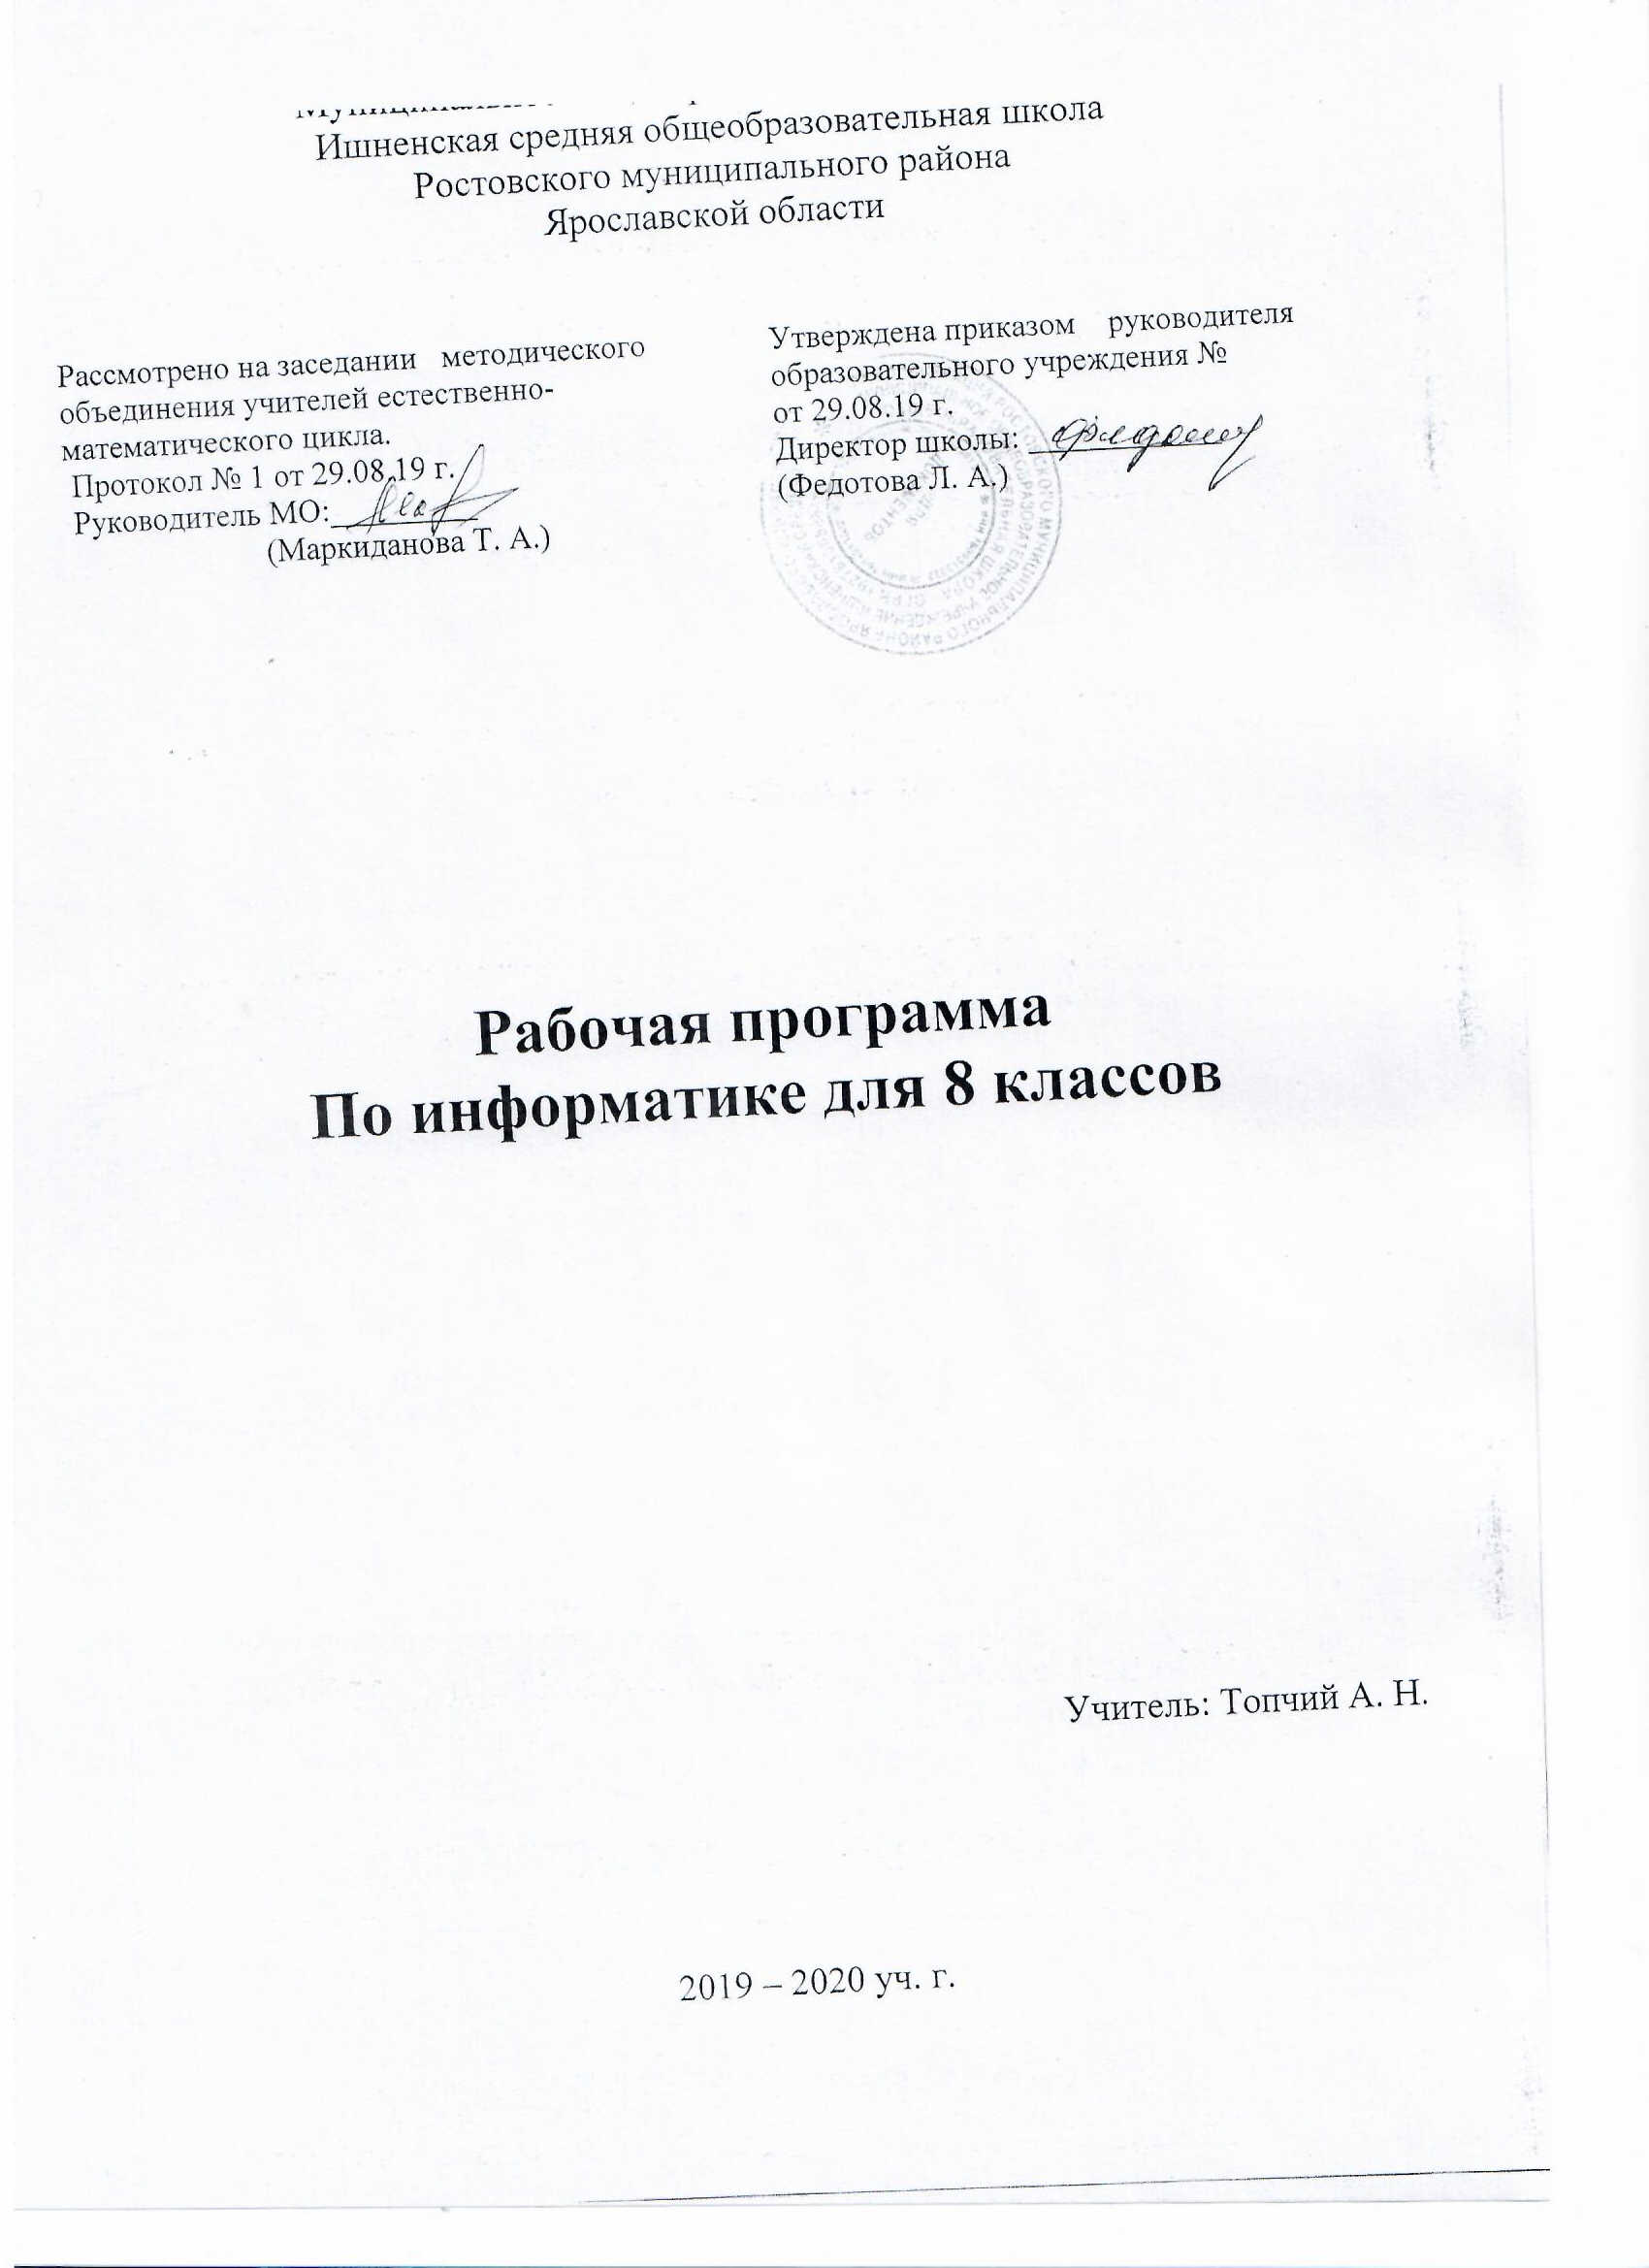 Ишненская средняя общеобразовательная школа
Ростовского муниципального района
Ярославской области
Рассмотрено на заседании методического
объединения учителей естественно-
математического цикла.
Протокол № 1 от 29.08.19 г.
Руководитель МО:
(Маркиданова Т. А.)
Утверждена приказом руководителя
образовательного учреждения №
от 29.08.19 г.
Директор школы:
(Федотова Л. А.)
Рабочая программа
По информатике для 8 классов
Учитель: Топчий А. Н.
2019 – 2020 уч. г.